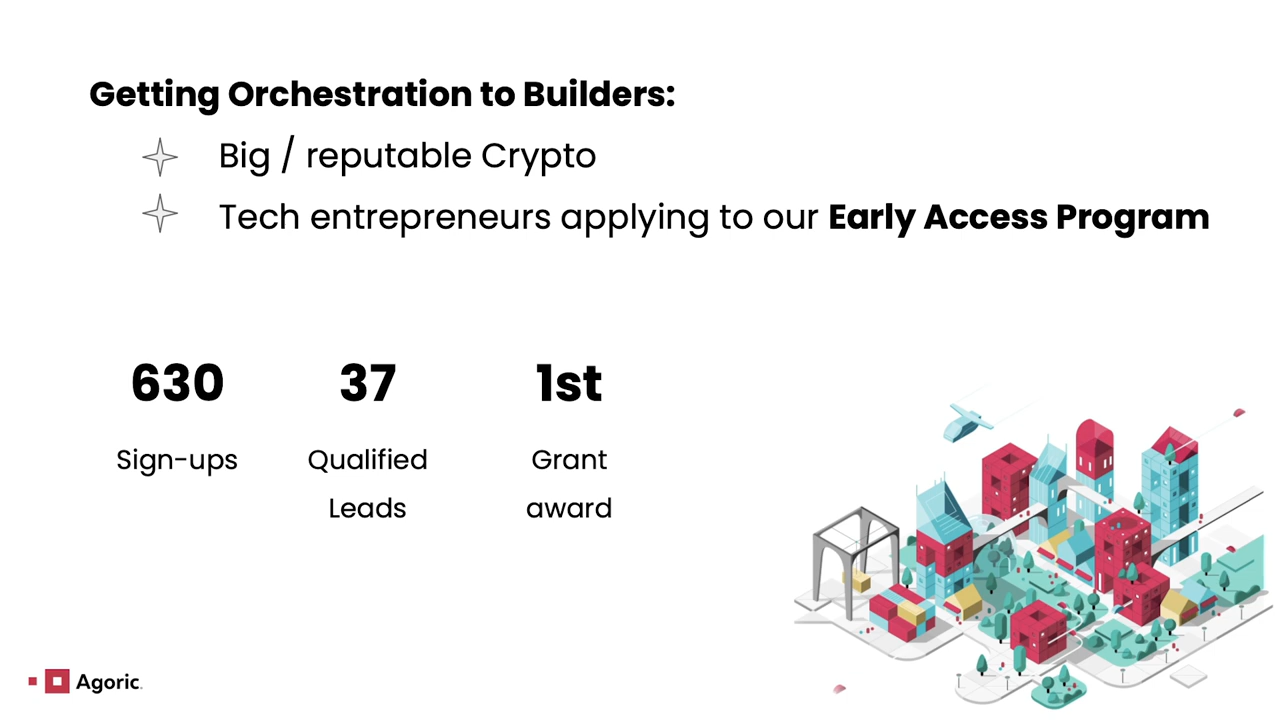 Getting Orchestration to Builders:
Big / reputable Crypto
Tech entrepreneurs applying to our Early Access Program
630
Sign-ups
37
Qualified
Leads
1st
Grant
award
Agoric.